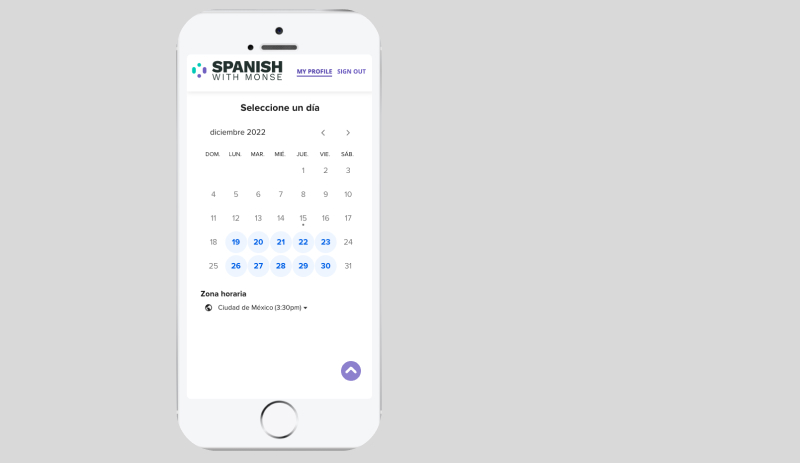 SPANISH
WITH MONSE
MY PROFILE SIGN OUT
Seleccione un día
diciembre 2022
DOM. LUN. MAR. MIÉ. JUE. VIE. SÁB.
1 2 3
4 5 6 7 8 9 10
11 12 13 14 15 16 17
18 19 20 21 22 23 24
25 26 27 28 29 30 31
Zona horaria
Ciudad de México (3:30pm)